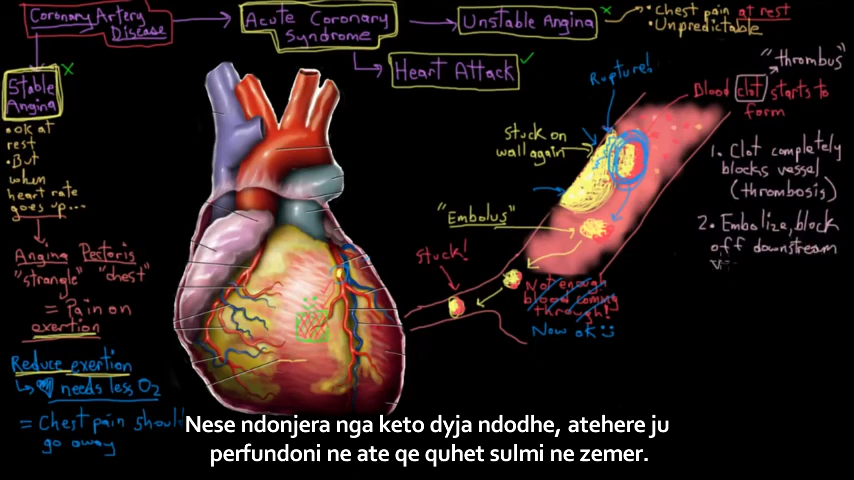 Coronary Artery
Disease
Acute Coronary
Syndrome
Unstable Angina
• Chest pain at rest
• Unpredictable
Heart Attack
Stable
Angina
• OK at
rest
• But
when
heart rate
goes up...
Angina Pectoris
"strangle" "chest"
= Pain on
exertion
Reduce exertion
needs less O2
= Chest pain should
go away
Rupture!
"thrombus"
Blood clot starts to
form
Stuck on
wall again
1. Clot completely
blocks vessel
(thrombosis)
2. Embolize, block
off downstream
"Embolus"
Stuck!
Not enough
blood coming
through!
Now ok
Nese ndonjera nga keto dyja ndodhe, atehere ju
perfundoni ne ate qe quhet sulmi ne zemer.